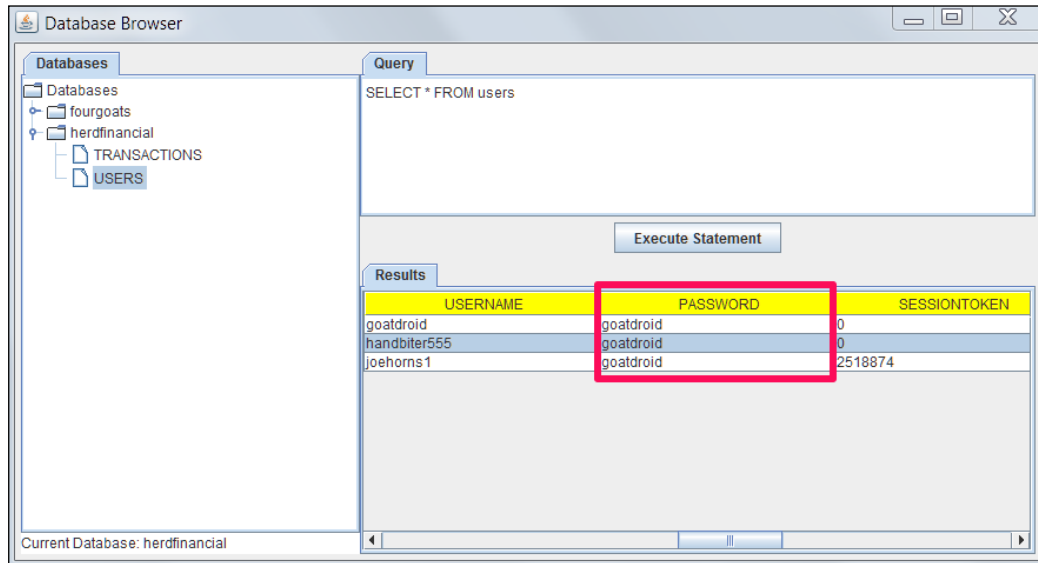 Database Browser
Databases
Databases
fourgoats
herdfinancial
TRANSACTIONS
USERS
Current Database: herdfinancial
Query
SELECT * FROM users
Execute Statement
Results
USERNAME PASSWORD SESSIONTOKEN
goatdroid goatdroid 0
handbiter555 goatdroid 0
joehorns1 goatdroid 2518874